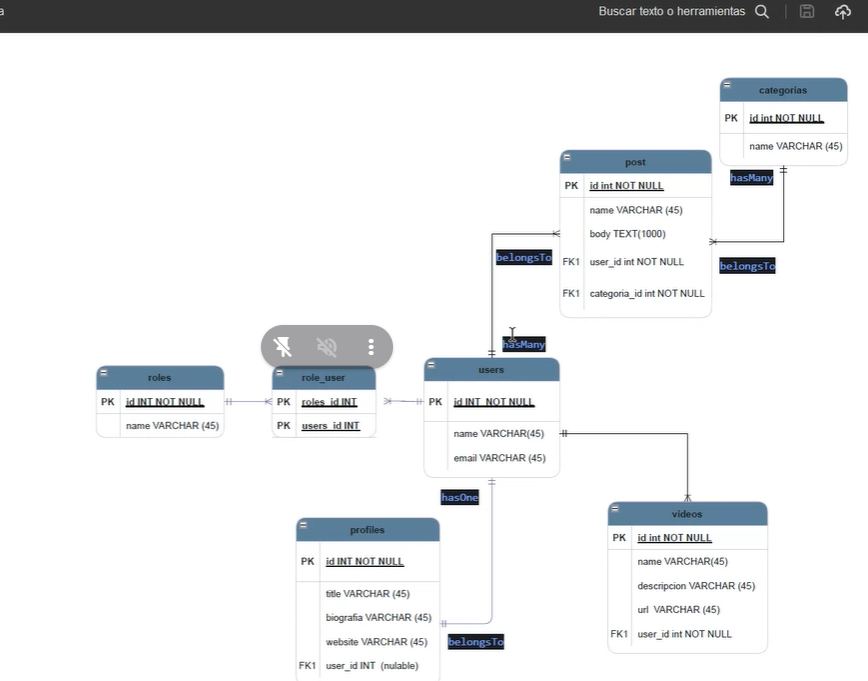 a
Buscar texto o herramientas
categorias
PK id int NOT NULL
name VARCHAR (45)
hasMany
post
PK id int NOT NULL
name VARCHAR (45)
body TEXT(1000)
FK1 user_id int NOT NULL
FK1 categoria_id int NOT NULL
belongsTo
belongsTo
hasMany
roles
PK id INT NOT NULL
name VARCHAR (45)
role_user
PK roles_id INT
PK users_id INT
users
PK id INT NOT NULL
name VARCHAR(45)
email VARCHAR (45)
hasOne
profiles
PK id INT NOT NULL
title VARCHAR (45)
biografia VARCHAR (45)
website VARCHAR (45)
FK1 user_id INT (nulable)
belongsTo
videos
PK id int NOT NULL
name VARCHAR(45)
descripcion VARCHAR (45)
url VARCHAR (45)
FK1 user_id int NOT NULL